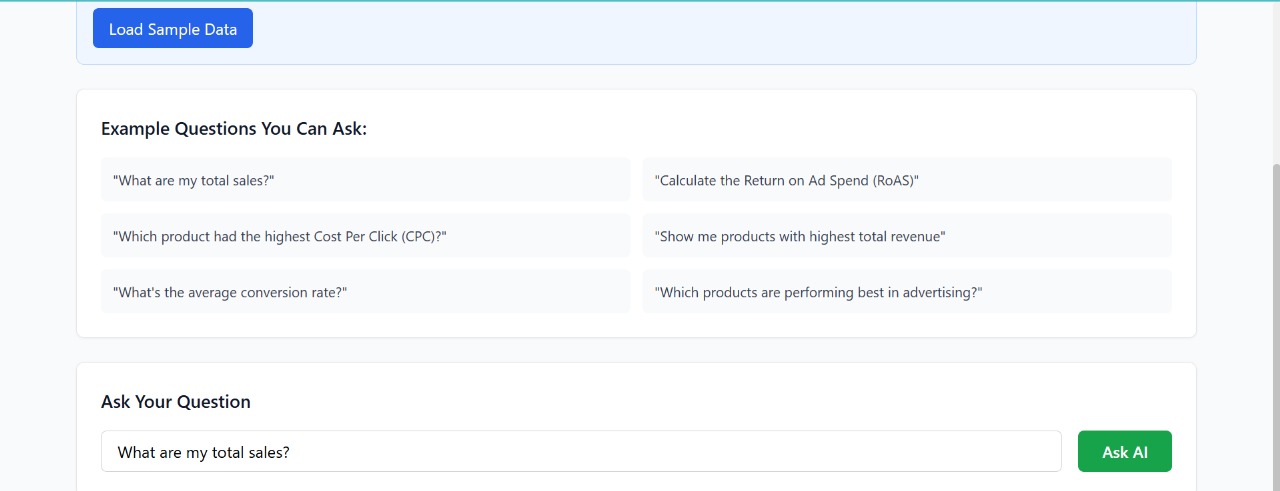 Load Sample Data
Example Questions You Can Ask:
"What are my total sales?"
"Calculate the Return on Ad Spend (RoAS)"
"Which product had the highest Cost Per Click (CPC)?"
"Show me products with highest total revenue"
"What's the average conversion rate?"
"Which products are performing best in advertising?"
Ask Your Question
What are my total sales?
Ask AI